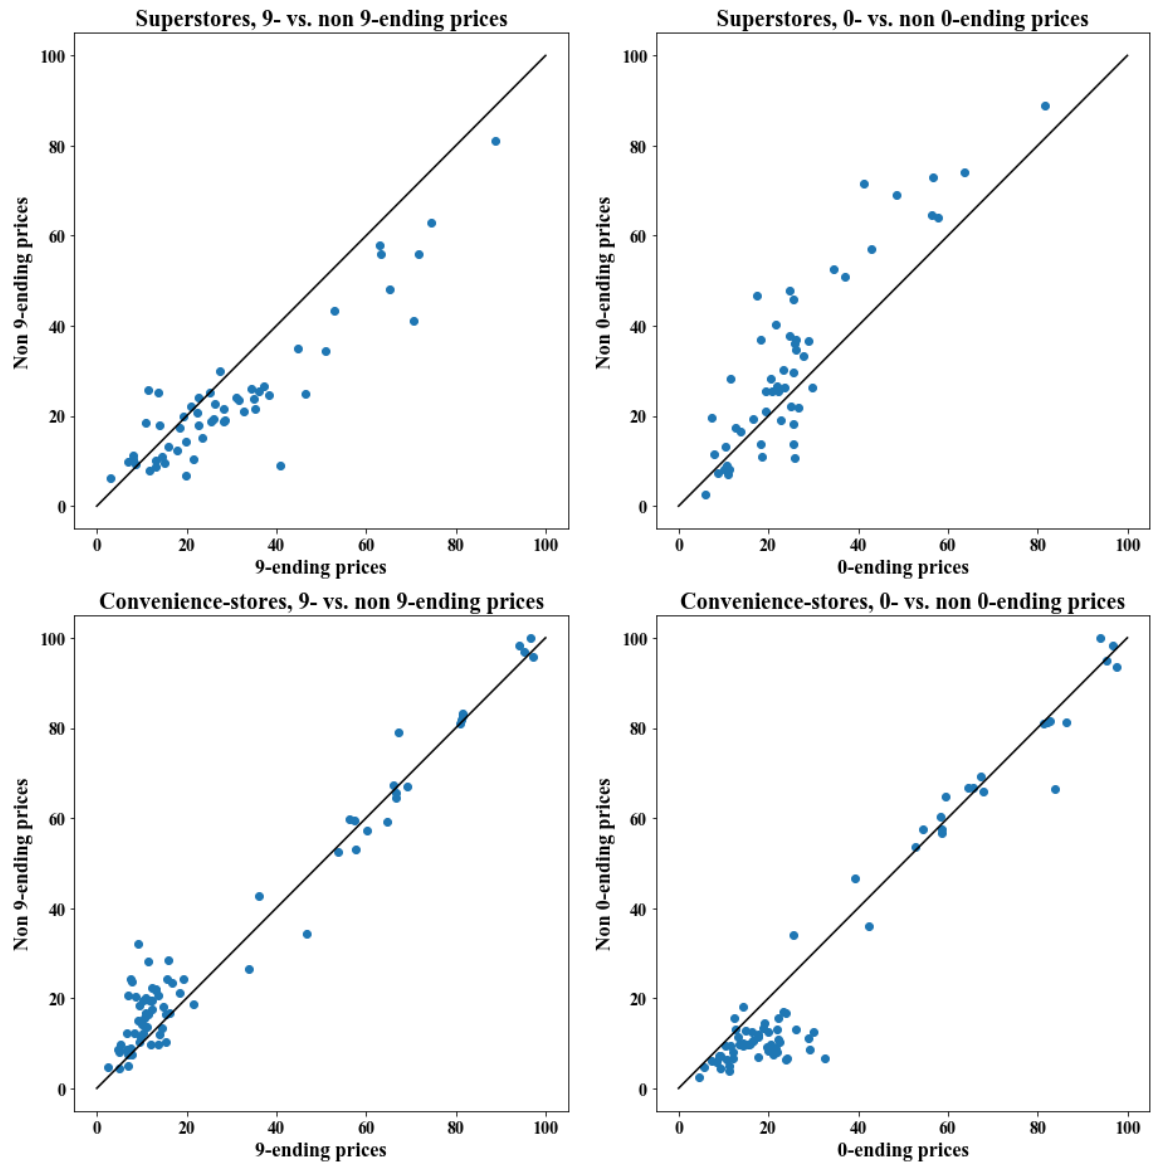 Superstores, 9- vs. non 9-ending prices
Non 9-ending prices
100
80
60
40
20
0
0 20 40 60 80 100
9-ending prices
Superstores, 0- vs. non 0-ending prices
Non 0-ending prices
100
80
60
40
20
0
0 20 40 60 80 100
0-ending prices
Convenience-stores, 9- vs. non 9-ending prices
Non 9-ending prices
100
80
60
40
20
0
0 20 40 60 80 100
9-ending prices
Convenience-stores, 0- vs. non 0-ending prices
Non 0-ending prices
100
80
60
40
20
0
0 20 40 60 80 100
0-ending prices